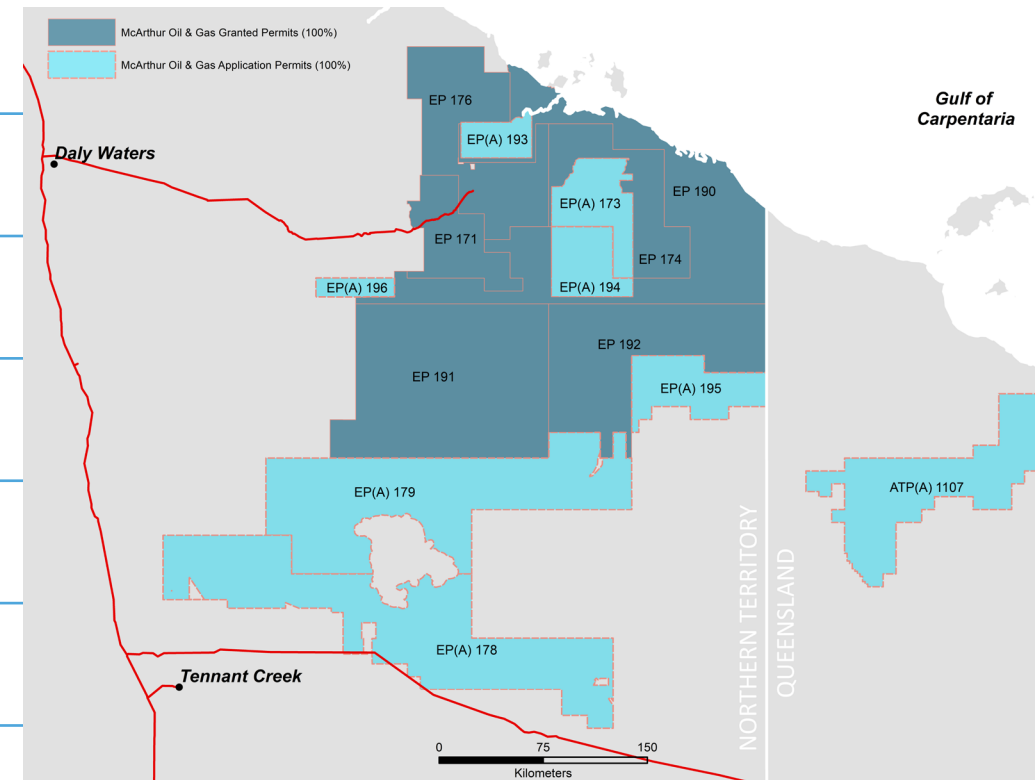 McArthur Oil & Gas Granted Permits (100%)
McArthur Oil & Gas Application Permits (100%)
Gulf of
Carpentaria
EP 176
EP(A) 193
Daly Waters
EP(A) 173
EP 190
EP 171
EP 174
EP(A) 196
EP(A) 194
EP 192
EP 191
EP(A) 195
EP(A) 179
ATP(A) 1107
NORTHERN TERRITORY
QUEENSLAND
EP(A) 178
Tennant Creek
0 75 150
Kilometers